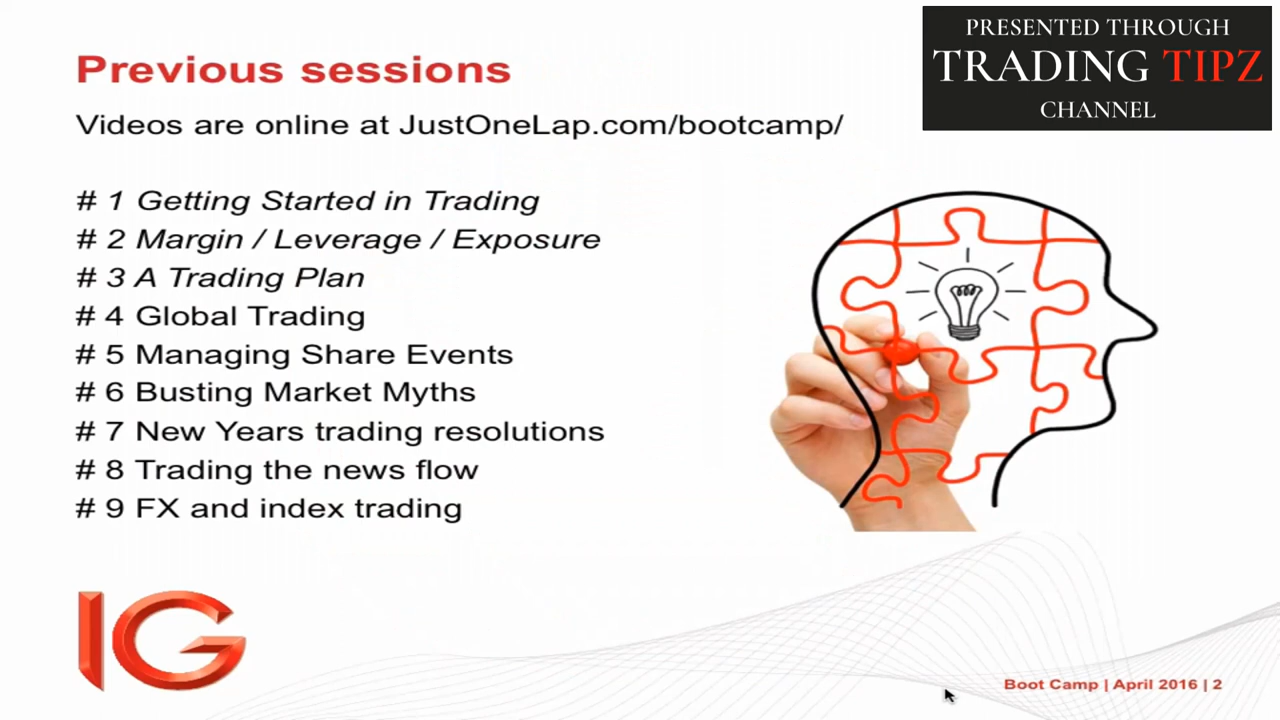 Previous sessions
PRESENTED THROUGH
TRADING TIPZ
CHANNEL
Videos are online at JustOneLap.com/bootcamp/
# 1 Getting Started in Trading
# 2 Margin / Leverage / Exposure
# 3 A Trading Plan
# 4 Global Trading
# 5 Managing Share Events
# 6 Busting Market Myths
# 7 New Years trading resolutions
# 8 Trading the news flow
# 9 FX and index trading
IG
Boot Camp | April 2016 | 2